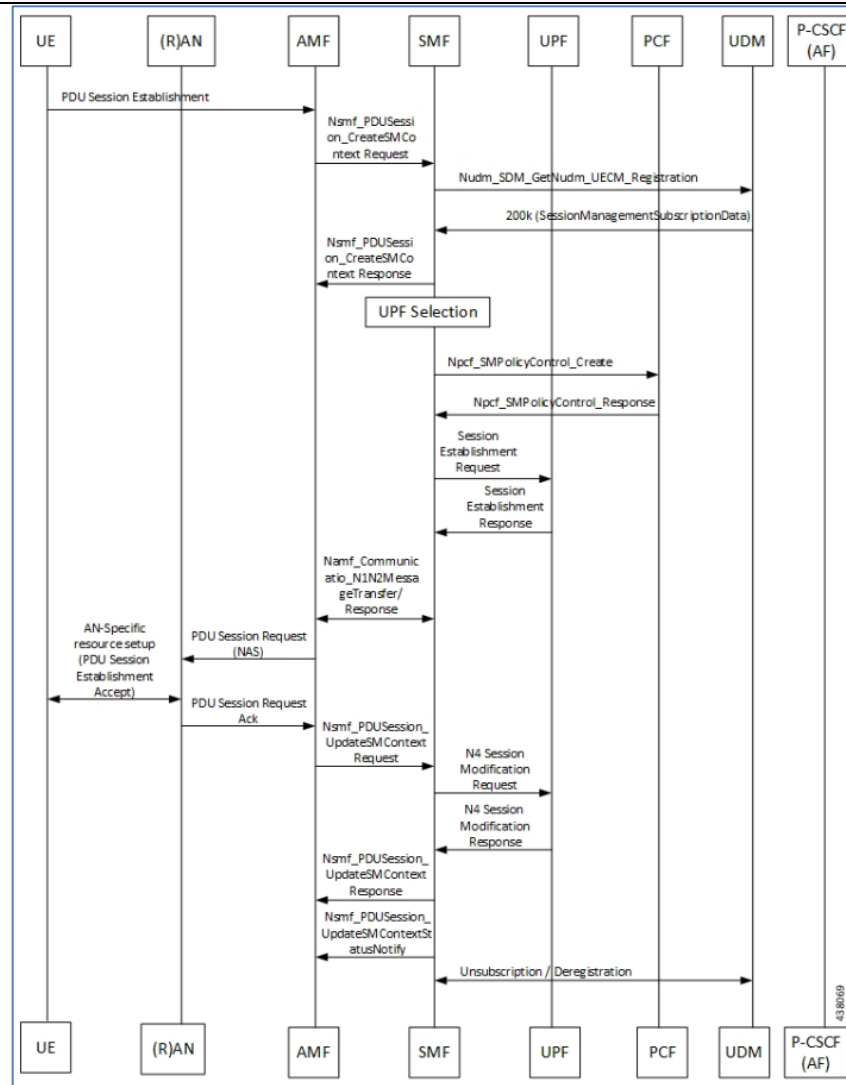 UE
(R)AN
AMF
SMF
UPF
PCF
UDM
P-CSCF
(AF)
PDU Session Establishment
Nsmf_PDUSessi
on_CreateSMCo
ntext Request
Nudm_SDM_GetNudm_UECM_Registration
200k (SessionManagementSubscriptionData)
Nsmf_PDUSessi
on_CreateSMCo
ntext Response
UPF Selection
Npcf_SMPolicyControl_Create
Npcf_SMPolicyControl_Response
Session
Establishment
Request
Session
Establishment
Response
Namf_Communic
atio_N1N2Messa
geTransfer/
Response
AN-Specific
resource setup
(PDU Session
Establishment
Accept)
PDU Session Request
(NAS)
PDU Session Request
Ack
Nsmf_PDUSession_
UpdateSMContext
Request
N4 Session
Modification
Request
N4 Session
Modification
Response
Nsmf_PDUSession_
UpdateSMContext
Response
Nsmf_PDUSession_
UpdateSMContextSt
atusNotify
Unsubscription / Deregistration
438069
UE
(R)AN
AMF
SMF
UPF
PCF
UDM
P-CSCF
(AF)